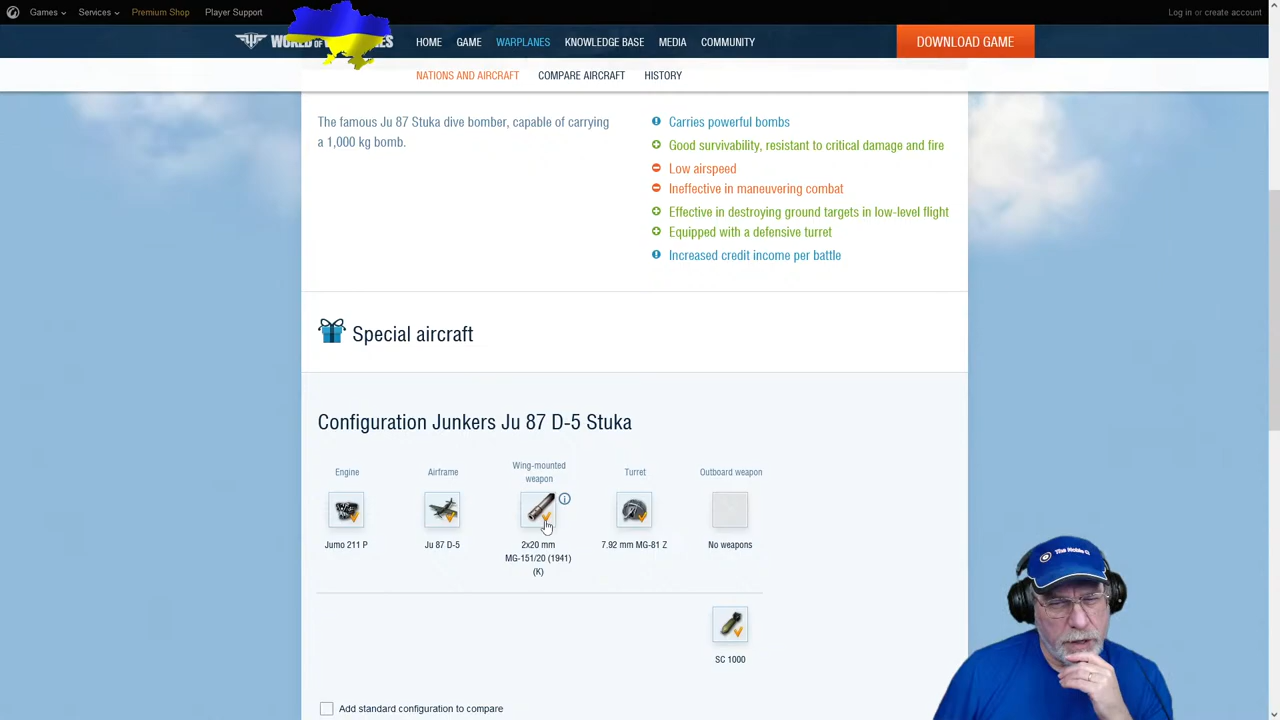 Games
Services
Premium Shop
Player Support
Log in or create account
HOME
GAME
WARPLANES
KNOWLEDGE BASE
MEDIA
COMMUNITY
DOWNLOAD GAME
NATIONS AND AIRCRAFT
COMPARE AIRCRAFT
HISTORY
The famous Ju 87 Stuka dive bomber, capable of carrying
a 1,000 kg bomb.
Carries powerful bombs
Good survivability, resistant to critical damage and fire
Low airspeed
Ineffective in maneuvering combat
Effective in destroying ground targets in low-level flight
Equipped with a defensive turret
Increased credit income per battle
Special aircraft
Configuration Junkers Ju 87 D-5 Stuka
Engine
Airframe
Wing-mounted
weapon
Turret
Outboard weapon
Jumo 211 P
Ju 87 D-5
2x20 mm
MG-151/20 (1941)
(K)
7.92 mm MG-81 Z
No weapons
SC 1000
Add standard configuration to compare
The Noble Q